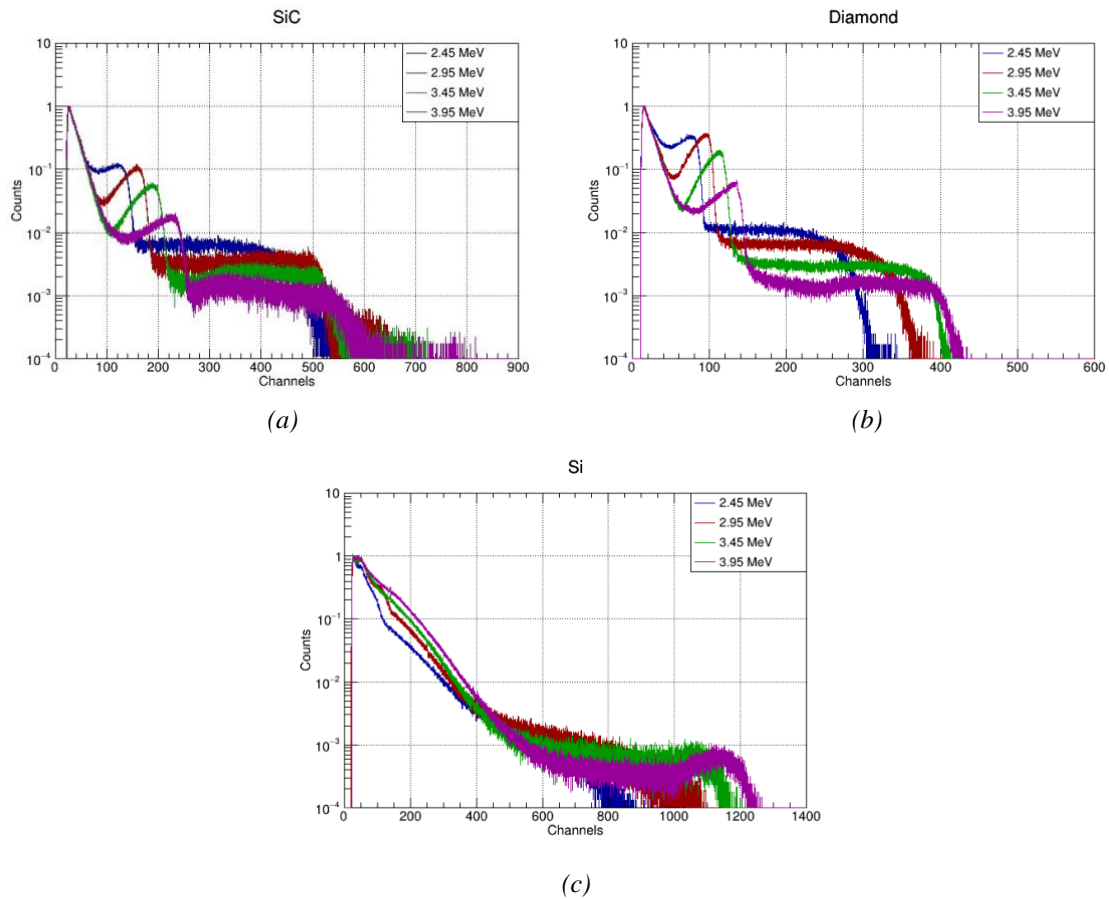 SiC
10
1
10⁻¹
10⁻²
10⁻³
10⁻⁴
Counts
0 100 200 300 400 500 600 700 800 900
Channels
2.45 MeV
2.95 MeV
3.45 MeV
3.95 MeV
(a)
Diamond
10
1
10⁻¹
10⁻²
10⁻³
10⁻⁴
Counts
0 100 200 300 400 500 600
Channels
2.45 MeV
2.95 MeV
3.45 MeV
3.95 MeV
(b)
Si
10
1
10⁻¹
10⁻²
10⁻³
10⁻⁴
Counts
0 200 400 600 800 1000 1200 1400
Channels
2.45 MeV
2.95 MeV
3.45 MeV
3.95 MeV
(c)